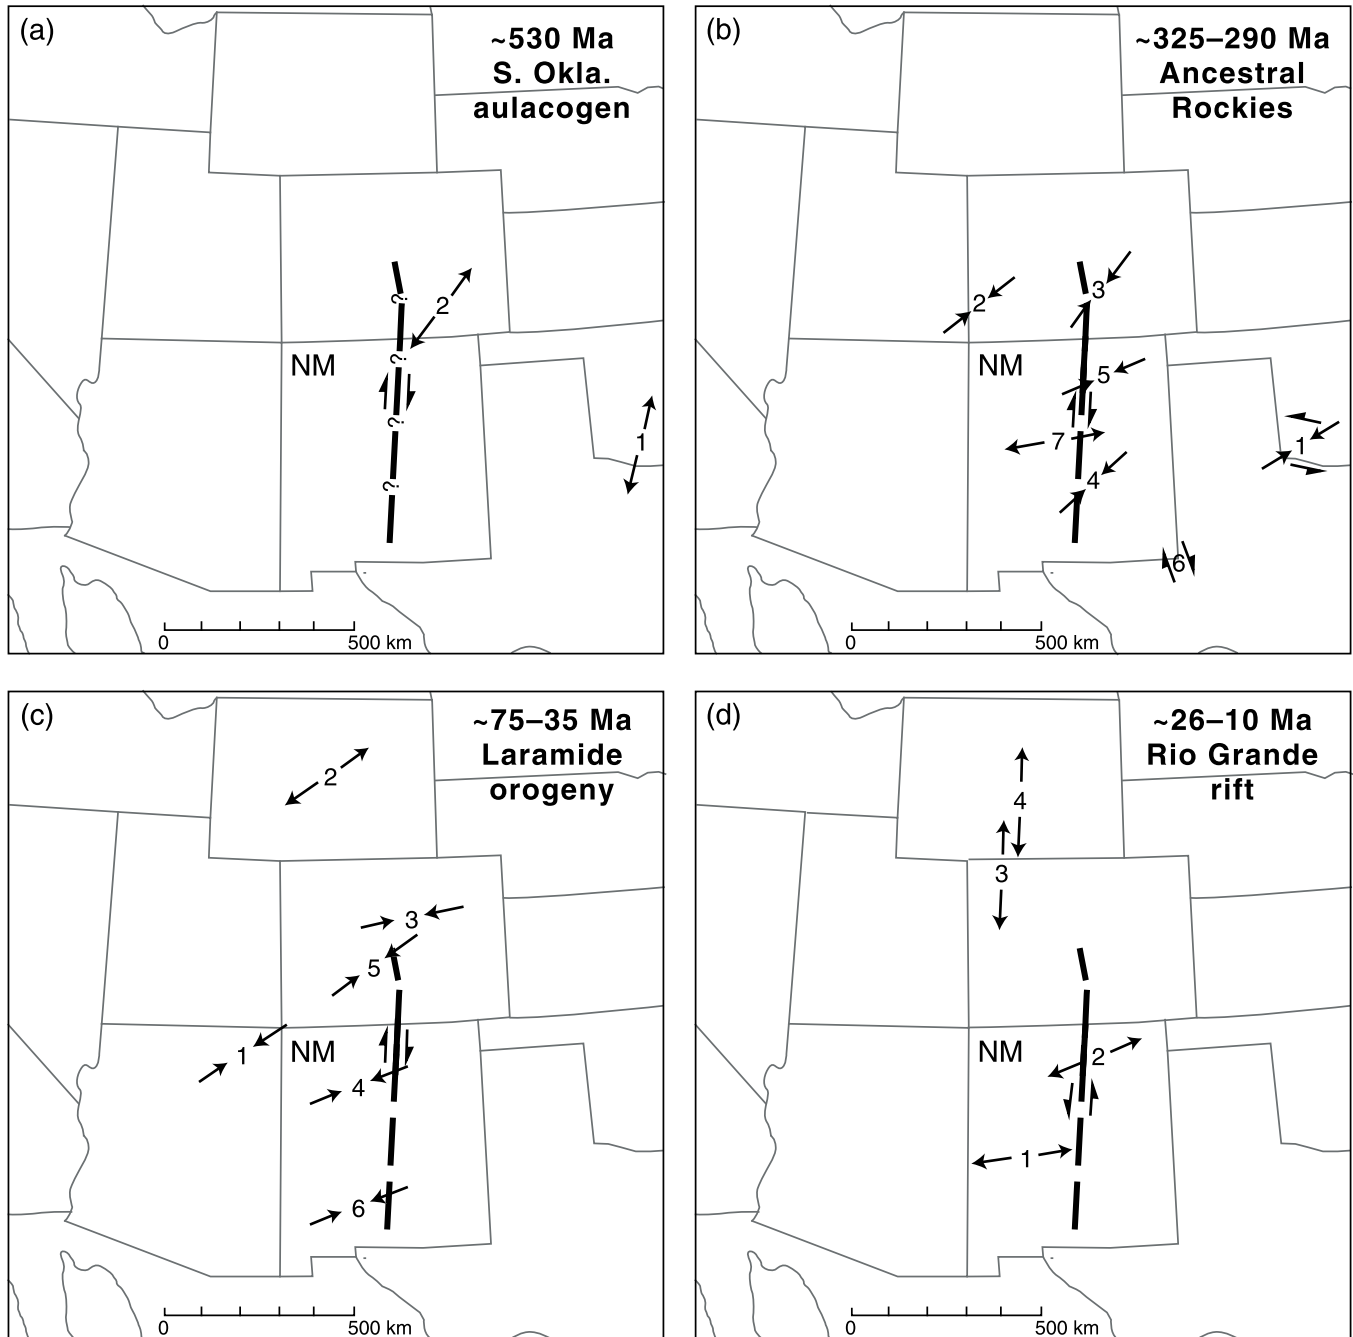 (a)
~530 Ma
S. Okla.
aulacogen
?
2
?
NM
?
1
?
0
500 km
(b)
~325–290 Ma
Ancestral
Rockies
2
3
NM
5
7
1
4
6
0
500 km
(c)
~75–35 Ma
Laramide
orogeny
2
3
5
1
NM
4
6
0
500 km
(d)
~26–10 Ma
Rio Grande
rift
4
3
NM
2
1
0
500 km